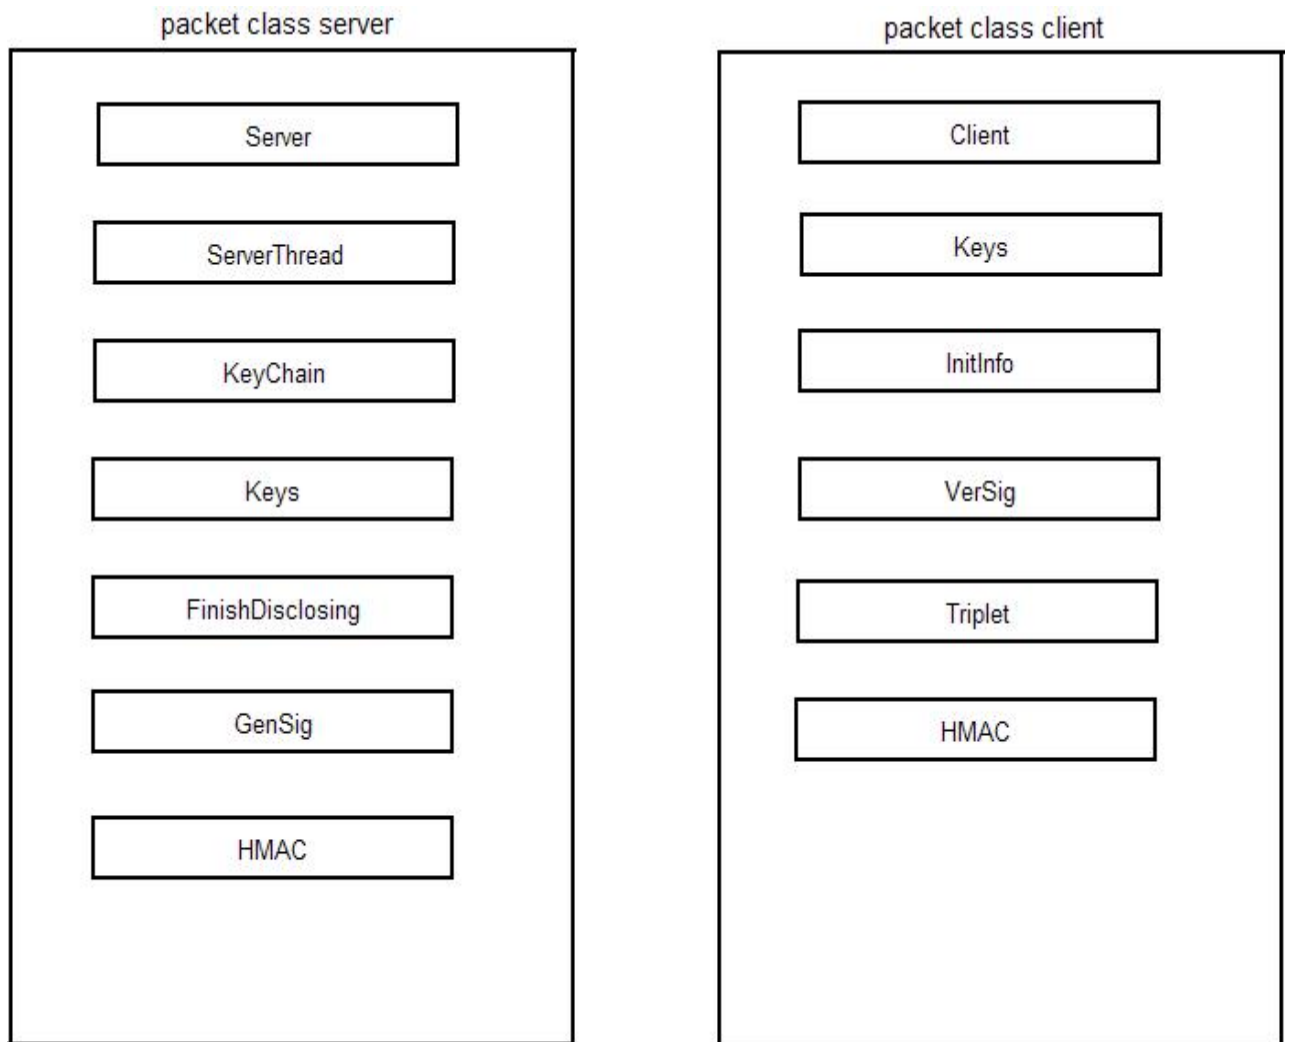 packet class server
Server
ServerThread
KeyChain
Keys
FinishDisclosing
GenSig
HMAC
packet class client
Client
Keys
InitInfo
VerSig
Triplet
HMAC